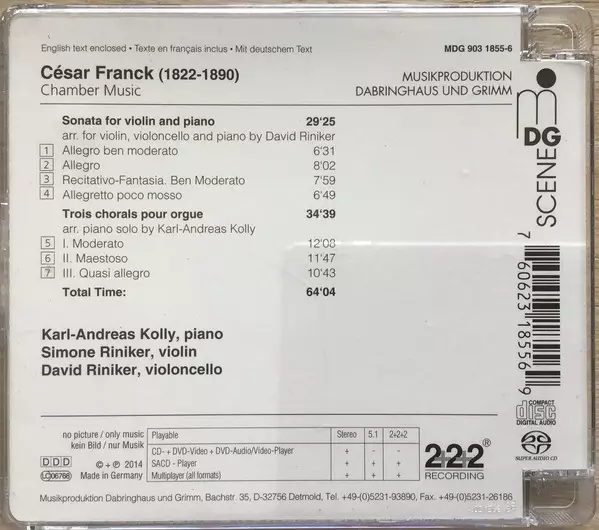 English text enclosed • Texte en français inclus • Mit deutschem Text
MDG 903 1855-6
César Franck (1822-1890)
Chamber Music
MUSIKPRODUKTION
DABRINGHAUS UND GRIMM
MDG
SCENE
Sonata for violin and piano 29'25
arr. for violin, violoncello and piano by David Riniker
1 Allegro ben moderato 6'31
2 Allegro 8'02
3 Recitativo-Fantasia. Ben Moderato 7'59
4 Allegretto poco mosso 6'49
Trois chorals pour orgue 34'39
arr. piano solo by Karl-Andreas Kolly
5 I. Moderato 12'08
6 II. Maestoso 11'47
7 III. Quasi allegro 10'43
Total Time: 64'04
7 60623 18556 9
Karl-Andreas Kolly, piano
Simone Riniker, violin
David Riniker, violoncello
COMPACT
disc
DIGITAL AUDIO
SUPER AUDIO CD
no picture / only music
kein Bild / nur Musik
DDD
LC06768
© + ℗ 2014
Made in Germany
Playable Stereo 5.1 2+2+2
CD- + DVD-Video + DVD-Audio/Video-Player + - -
SACD - Player + + +
Multiplayer (all formats) + + +
2+2+2®
RECORDING
Musikproduktion Dabringhaus und Grimm, Bachstr. 35, D-32756 Detmold, Tel. +49-(0)5231-93890, Fax +49-(0)5231-26186